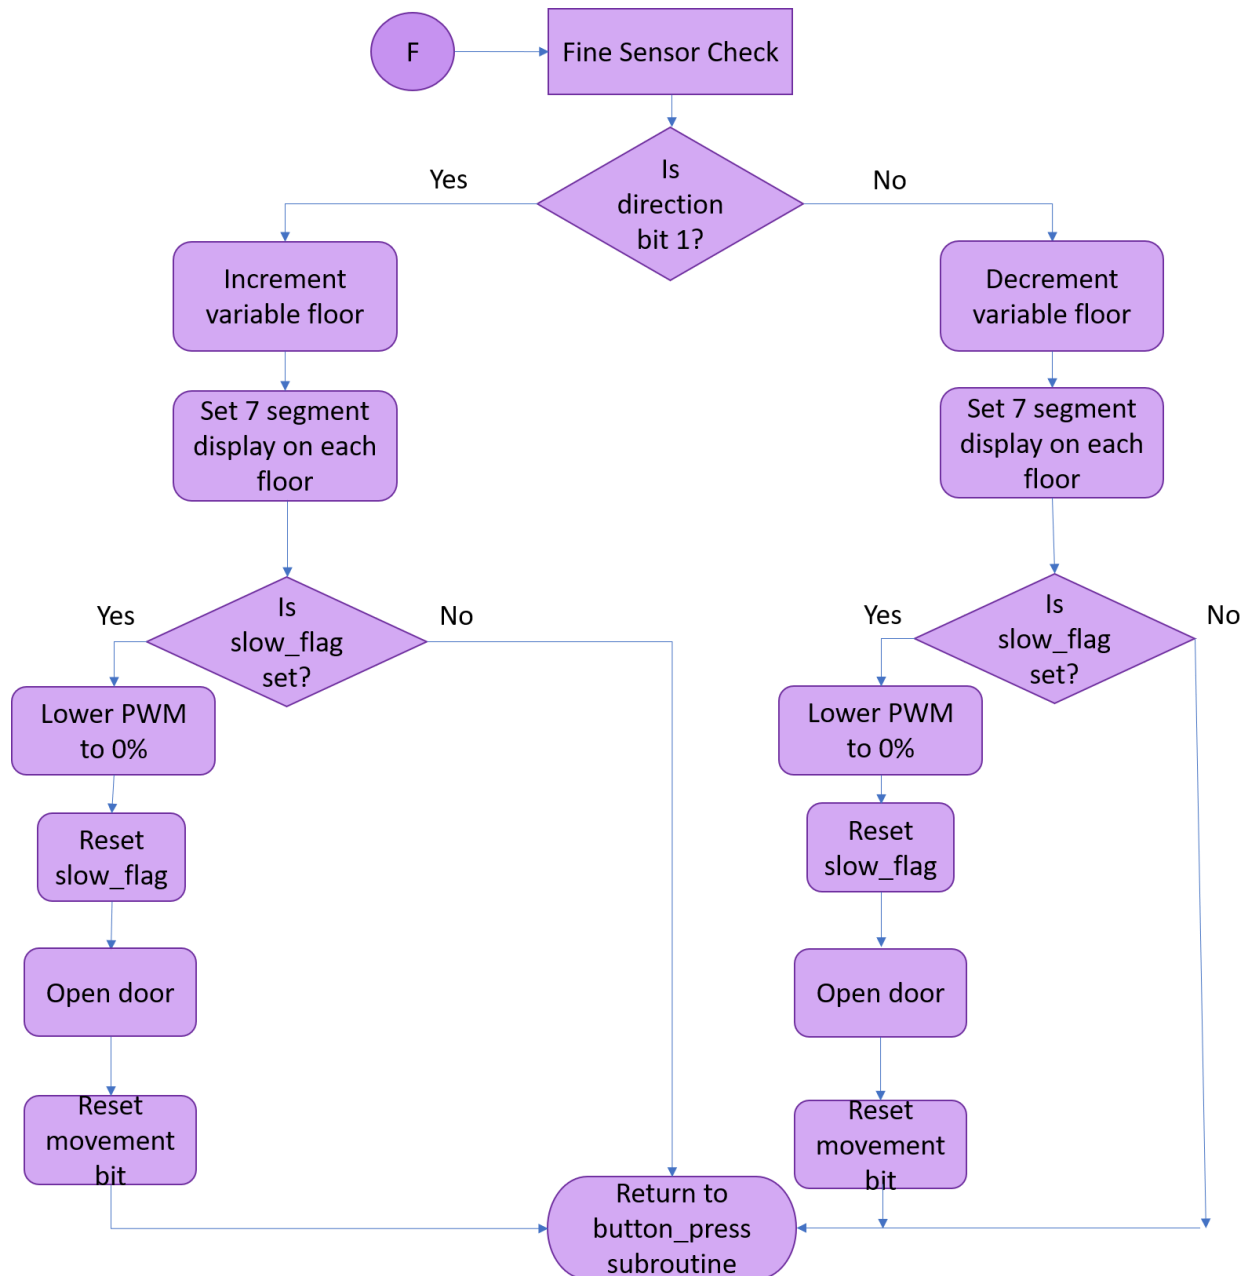 F
Fine Sensor Check
Is
direction
bit 1?
Yes
No
Increment
variable floor
Decrement
variable floor
Set 7 segment
display on each
floor
Set 7 segment
display on each
floor
Is
slow_flag
set?
Yes
No
Is
slow_flag
set?
Yes
No
Lower PWM
to 0%
Lower PWM
to 0%
Reset
slow_flag
Reset
slow_flag
Open door
Open door
Reset
movement
bit
Reset
movement
bit
Return to
button_press
subroutine